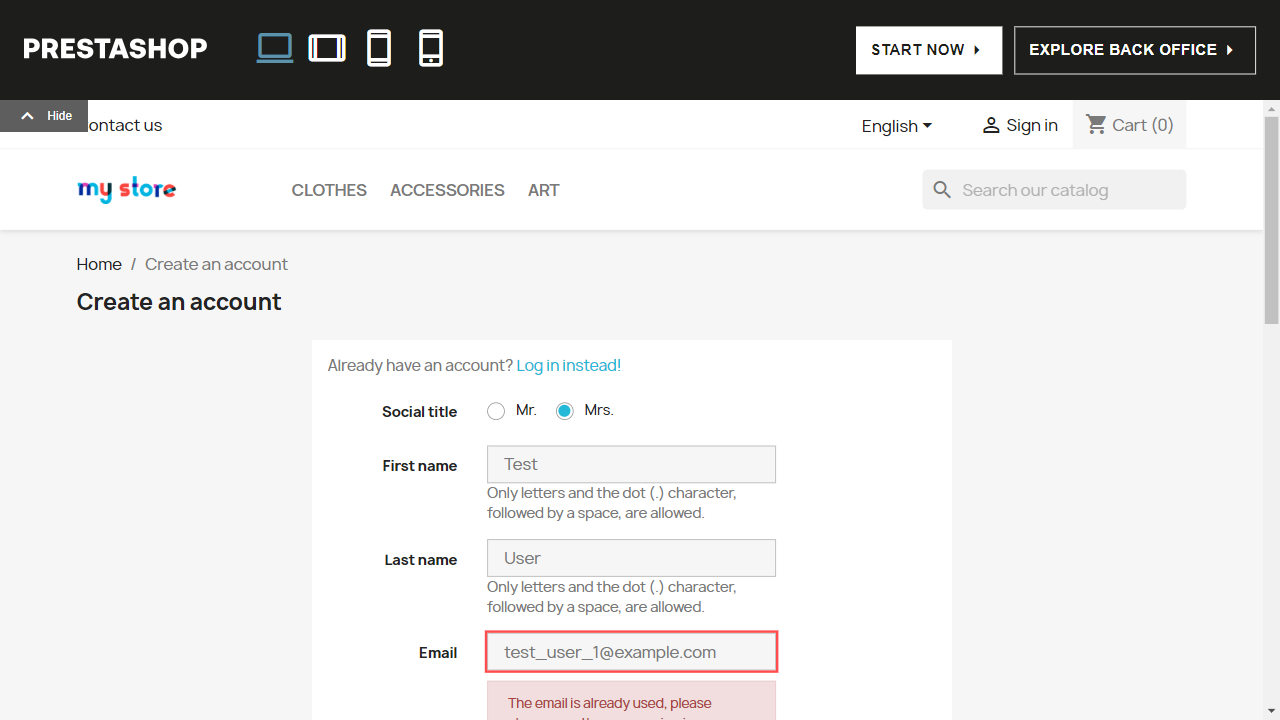 PRESTASHOP
START NOW
EXPLORE BACK OFFICE
Hide
ontact us
English
Sign in
Cart (0)
my store
CLOTHES
ACCESSORIES
ART
Search our catalog
Home / Create an account
Create an account
Already have an account? Log in instead!
Social title
Mr.
Mrs.
First name
Test
Only letters and the dot (.) character,
followed by a space, are allowed.
Last name
User
Only letters and the dot (.) character,
followed by a space, are allowed.
Email
test_user_1@example.com
The email is already used, please